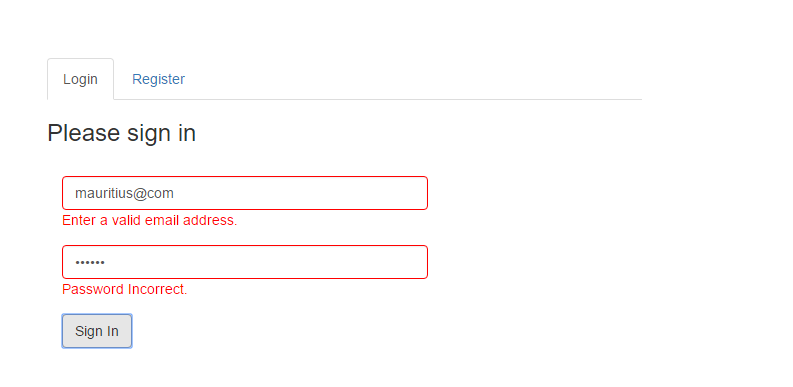 Login Register
Please sign in
mauritius@com
Enter a valid email address.
••••••
Password Incorrect.
Sign In